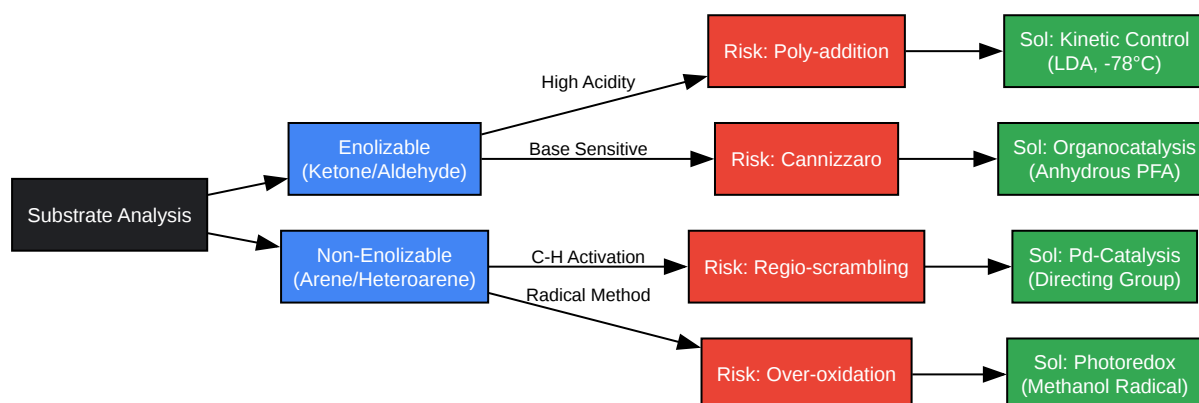 Substrate Analysis
Enolizable
(Ketone/Aldehyde)
High Acidity
Risk: Poly-addition
Sol: Kinetic Control
(LDA, -78°C)
Base Sensitive
Risk: Cannizzaro
Sol: Organocatalysis
(Anhydrous PFA)
Non-Enolizable
(Arene/Heteroarene)
C-H Activation
Risk: Regio-scrambling
Sol: Pd-Catalysis
(Directing Group)
Radical Method
Risk: Over-oxidation
Sol: Photoredox
(Methanol Radical)